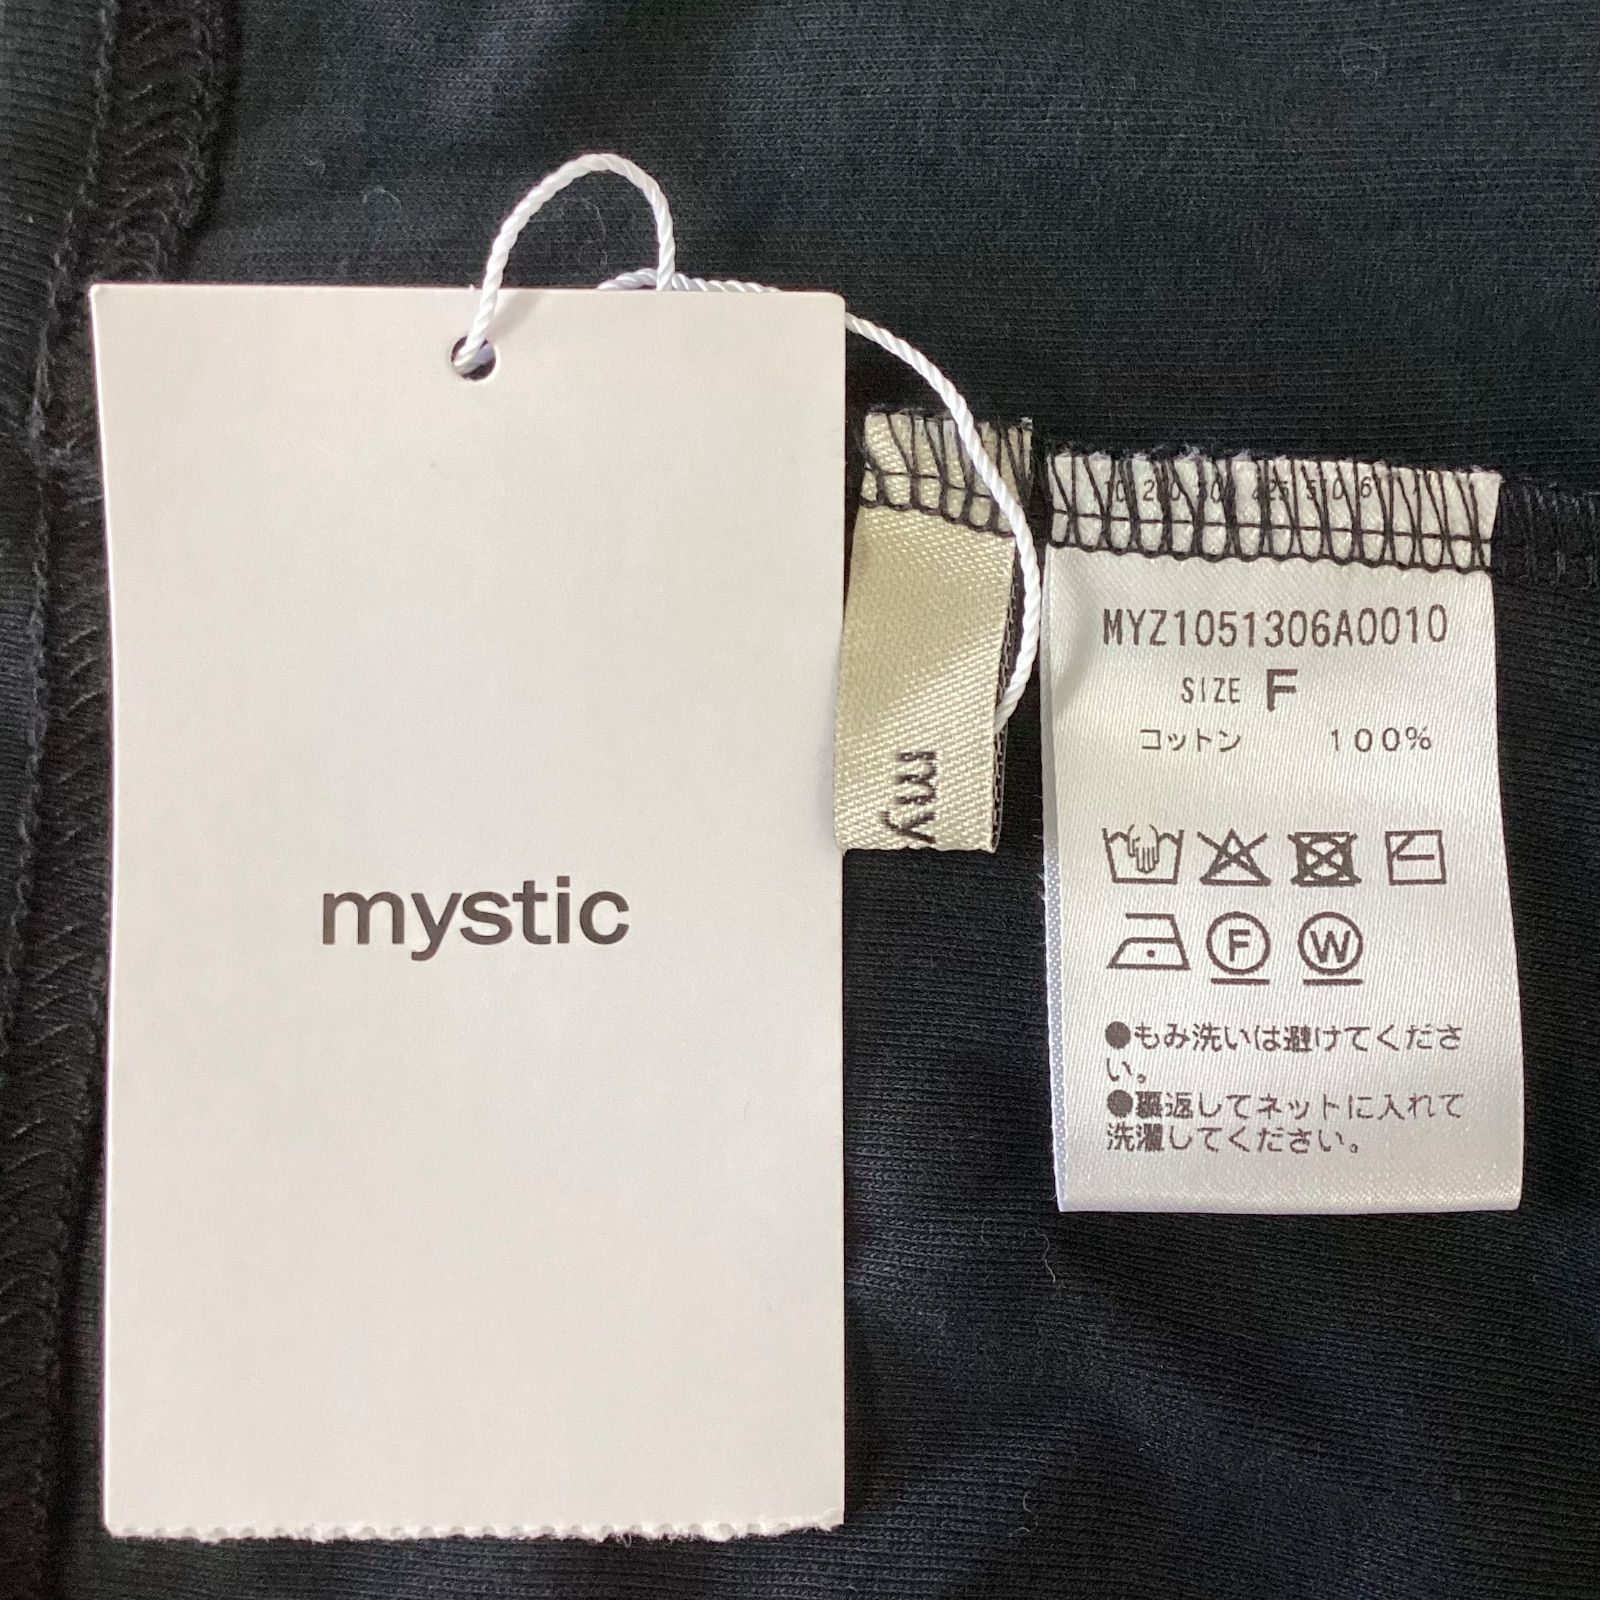 mystic
my
MYZ1051306A0010
SIZE F
コットン 100%
F W
●もみ洗いは避けてくださ
い。
●裏返してネットに入れて
洗濯してください。